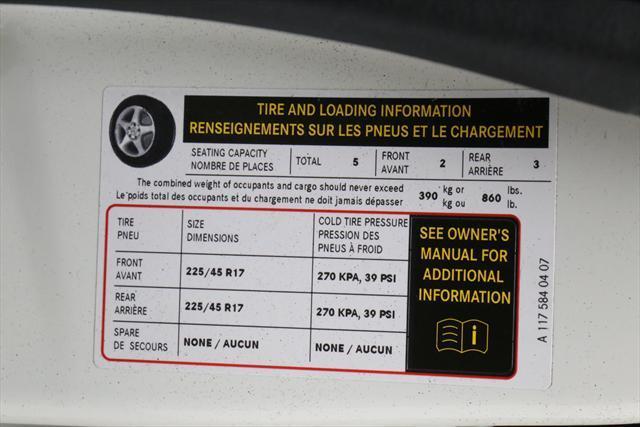 TIRE AND LOADING INFORMATION
RENSEIGNEMENTS SUR LES PNEUS ET LE CHARGEMENT
SEATING CAPACITY
NOMBRE DE PLACES
TOTAL 5
FRONT
AVANT
2
REAR
ARRIÈRE
3
The combined weight of occupants and cargo should never exceed
Le poids total des occupants et du chargement ne doit jamais dépasser
390 kg or
kg ou
860 lbs.
lb.
TIRE
PNEU
SIZE
DIMENSIONS
COLD TIRE PRESSURE
PRESSION DES
PNEUS À FROID
FRONT
AVANT
225/45 R17
270 KPA, 39 PSI
REAR
ARRIÈRE
225/45 R17
270 KPA, 39 PSI
SPARE
DE SECOURS
NONE / AUCUN
NONE / AUCUN
SEE OWNER'S
MANUAL FOR
ADDITIONAL
INFORMATION
i
A 117 584 04 07